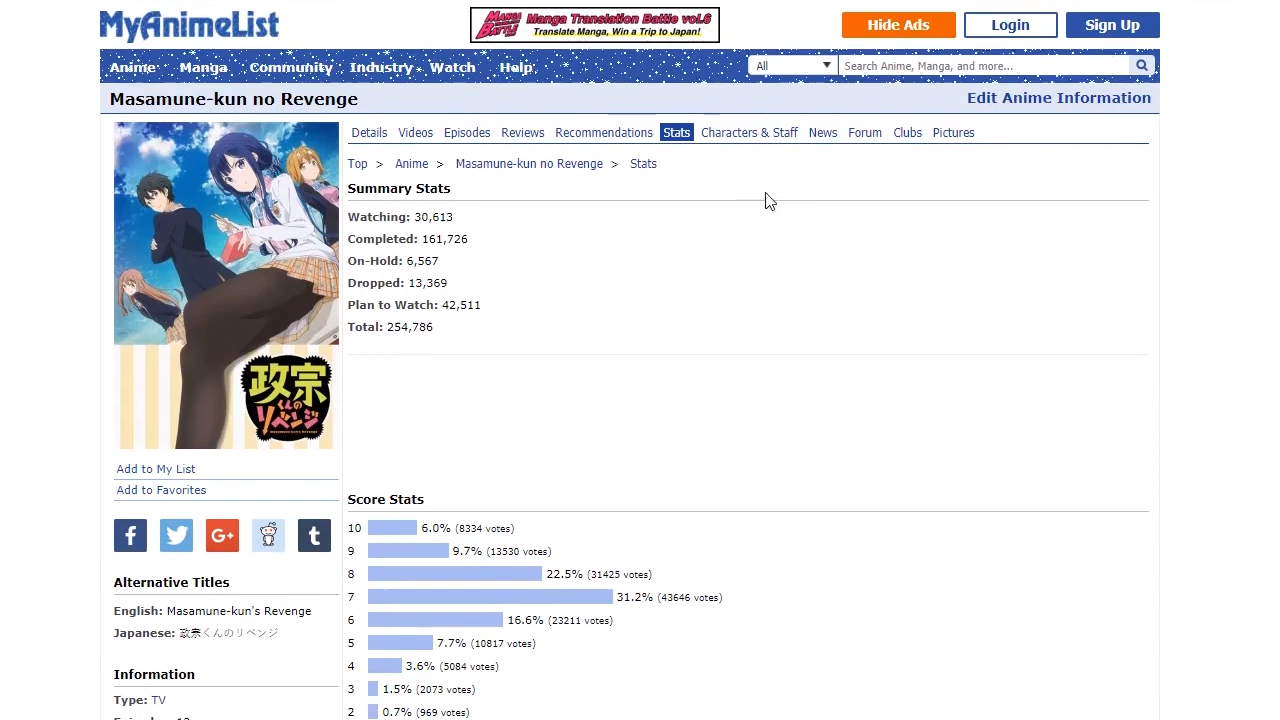 MyAnimeList
MANGA BATTLE! Manga Translation Battle vol.6
Translate Manga, Win a Trip to Japan!
Hide Ads
Login
Sign Up
Anime Manga Community Industry Watch Help
All
Search Anime, Manga, and more...
Masamune-kun no Revenge
Edit Anime Information
Details Videos Episodes Reviews Recommendations Stats Characters & Staff News Forum Clubs Pictures
Top > Anime > Masamune-kun no Revenge > Stats
Summary Stats
Watching: 30,613
Completed: 161,726
On-Hold: 6,567
Dropped: 13,369
Plan to Watch: 42,511
Total: 254,786
政宗
くんの
リベンジ
Add to My List
Add to Favorites
Alternative Titles
English: Masamune-kun's Revenge
Japanese: 政宗くんのリベンジ
Information
Type: TV
Score Stats
10 6.0% (8334 votes)
9 9.7% (13530 votes)
8 22.5% (31425 votes)
7 31.2% (43646 votes)
6 16.6% (23211 votes)
5 7.7% (10817 votes)
4 3.6% (5084 votes)
3 1.5% (2073 votes)
2 0.7% (969 votes)